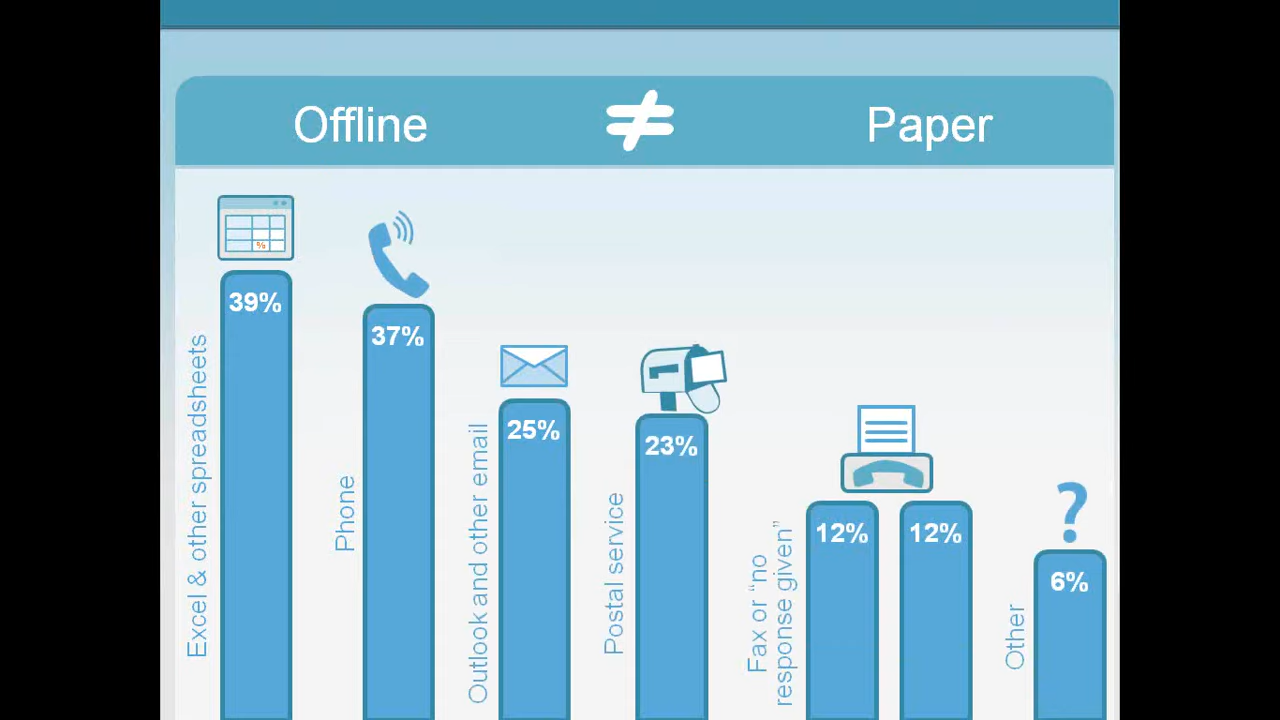 Offline ≠ Paper
%
39%
Excel & other spreadsheets
37%
Phone
25%
Outlook and other email
23%
Postal service
12%
12%
Fax or “no
response given”
?
6%
Other